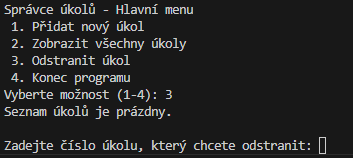 Správce úkolů - Hlavní menu
1. Přidat nový úkol
2. Zobrazit všechny úkoly
3. Odstranit úkol
4. Konec programu
Vyberte možnost (1-4): 3
Seznam úkolů je prázdny.
Zadejte číslo úkolu, který chcete odstranit: